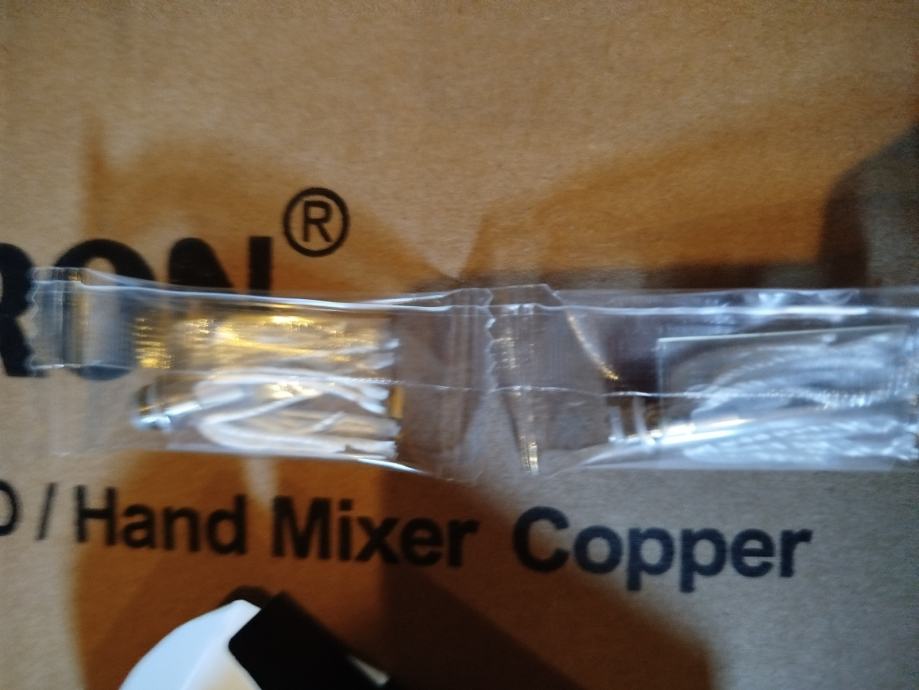 RON®
D / Hand Mixer Copper